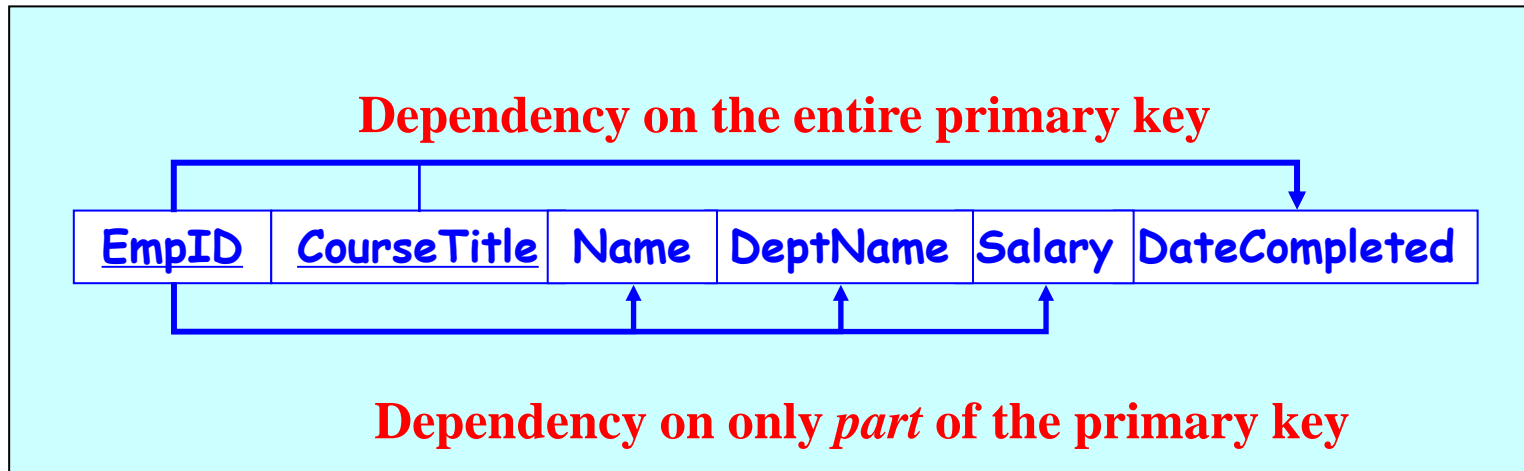 Dependency on the entire primary key
EmpID CourseTitle Name DeptName Salary DateCompleted
Dependency on only part of the primary key